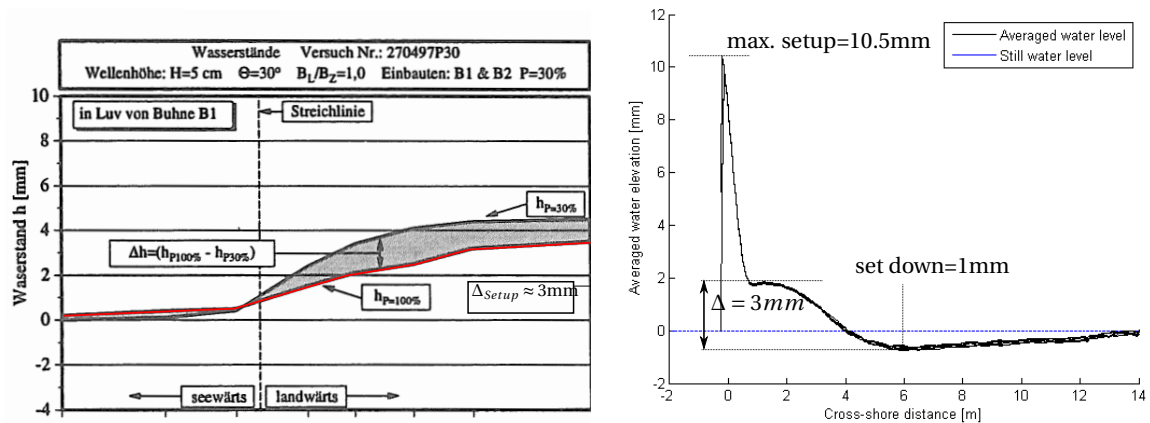 Wasserstände Versuch Nr.: 270497P30
Wellenhöhe: H=5 cm Θ=30° B_L/B_Z=1,0 Einbauten: B1 & B2 P=30%
10
8
6
4
2
0
-2
-4
Waserstand h [mm]
in Luv von Buhne B1
Streichlinie
h_P=30%
Δh=(h_P100% - h_P30%)
h_P=100%
Δ_Setup ≈ 3mm
seewärts
landwärts
12
10
8
6
4
2
0
-2
Averaged water elevation [mm]
max. setup=10.5mm
Averaged water level
Still water level
set down=1mm
Δ = 3mm
-2 0 2 4 6 8 10 12 14
Cross-shore distance [m]